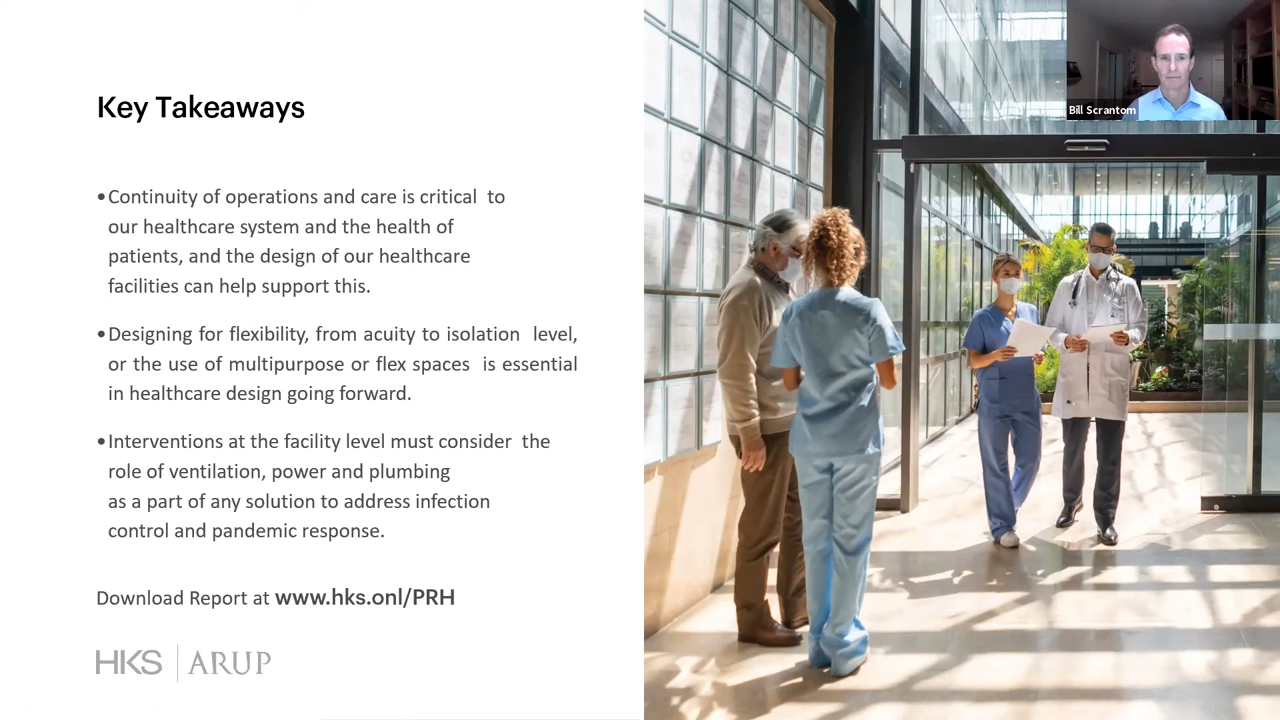 Key Takeaways
•Continuity of operations and care is critical to
our healthcare system and the health of
patients, and the design of our healthcare
facilities can help support this.
•Designing for flexibility, from acuity to isolation level,
or the use of multipurpose or flex spaces is essential
in healthcare design going forward.
•Interventions at the facility level must consider the
role of ventilation, power and plumbing
as a part of any solution to address infection
control and pandemic response.
Download Report at www.hks.onl/PRH
HKS | ARUP
Bill Scrantom